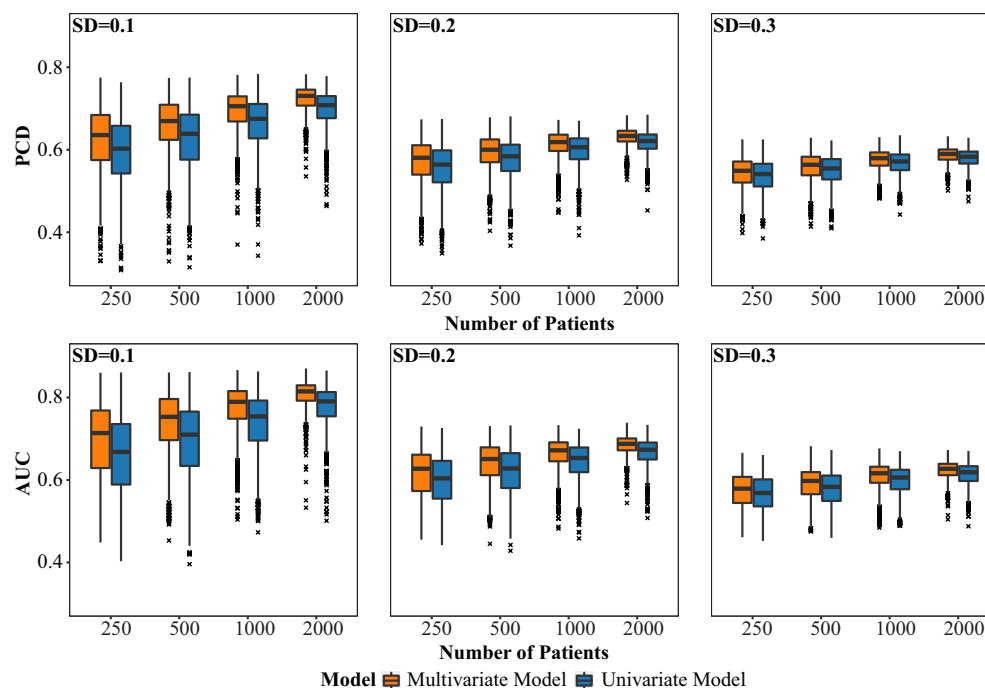 SD=0.1 SD=0.2 SD=0.3
PCD
0.8
0.6
0.4
250 500 1000 2000 250 500 1000 2000 250 500 1000 2000
Number of Patients
SD=0.1 SD=0.2 SD=0.3
AUC
0.8
0.6
0.4
250 500 1000 2000 250 500 1000 2000 250 500 1000 2000
Number of Patients
Model Multivariate Model Univariate Model